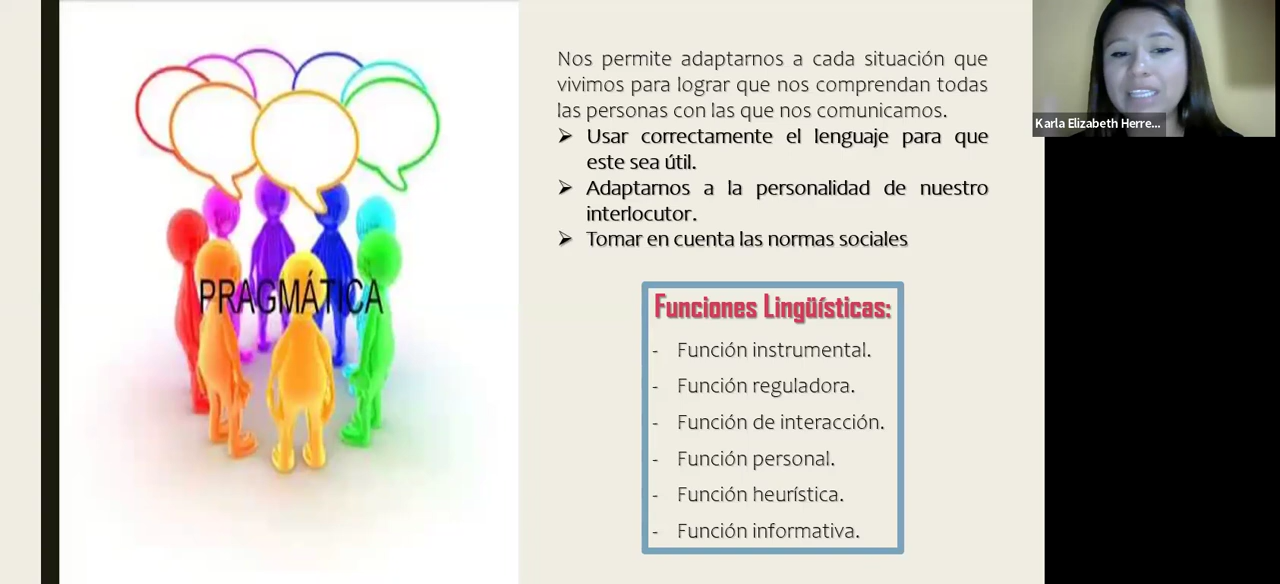 PRAGMÁTICA
Nos permite adaptarnos a cada situación que
vivimos para lograr que nos comprendan todas
las personas con las que nos comunicamos.
➢ Usar correctamente el lenguaje para que
este sea útil.
➢ Adaptarnos a la personalidad de nuestro
interlocutor.
➢ Tomar en cuenta las normas sociales
Funciones Lingüísticas:
- Función instrumental.
- Función reguladora.
- Función de interacción.
- Función personal.
- Función heurística.
- Función informativa.
Karla Elizabeth Herre...